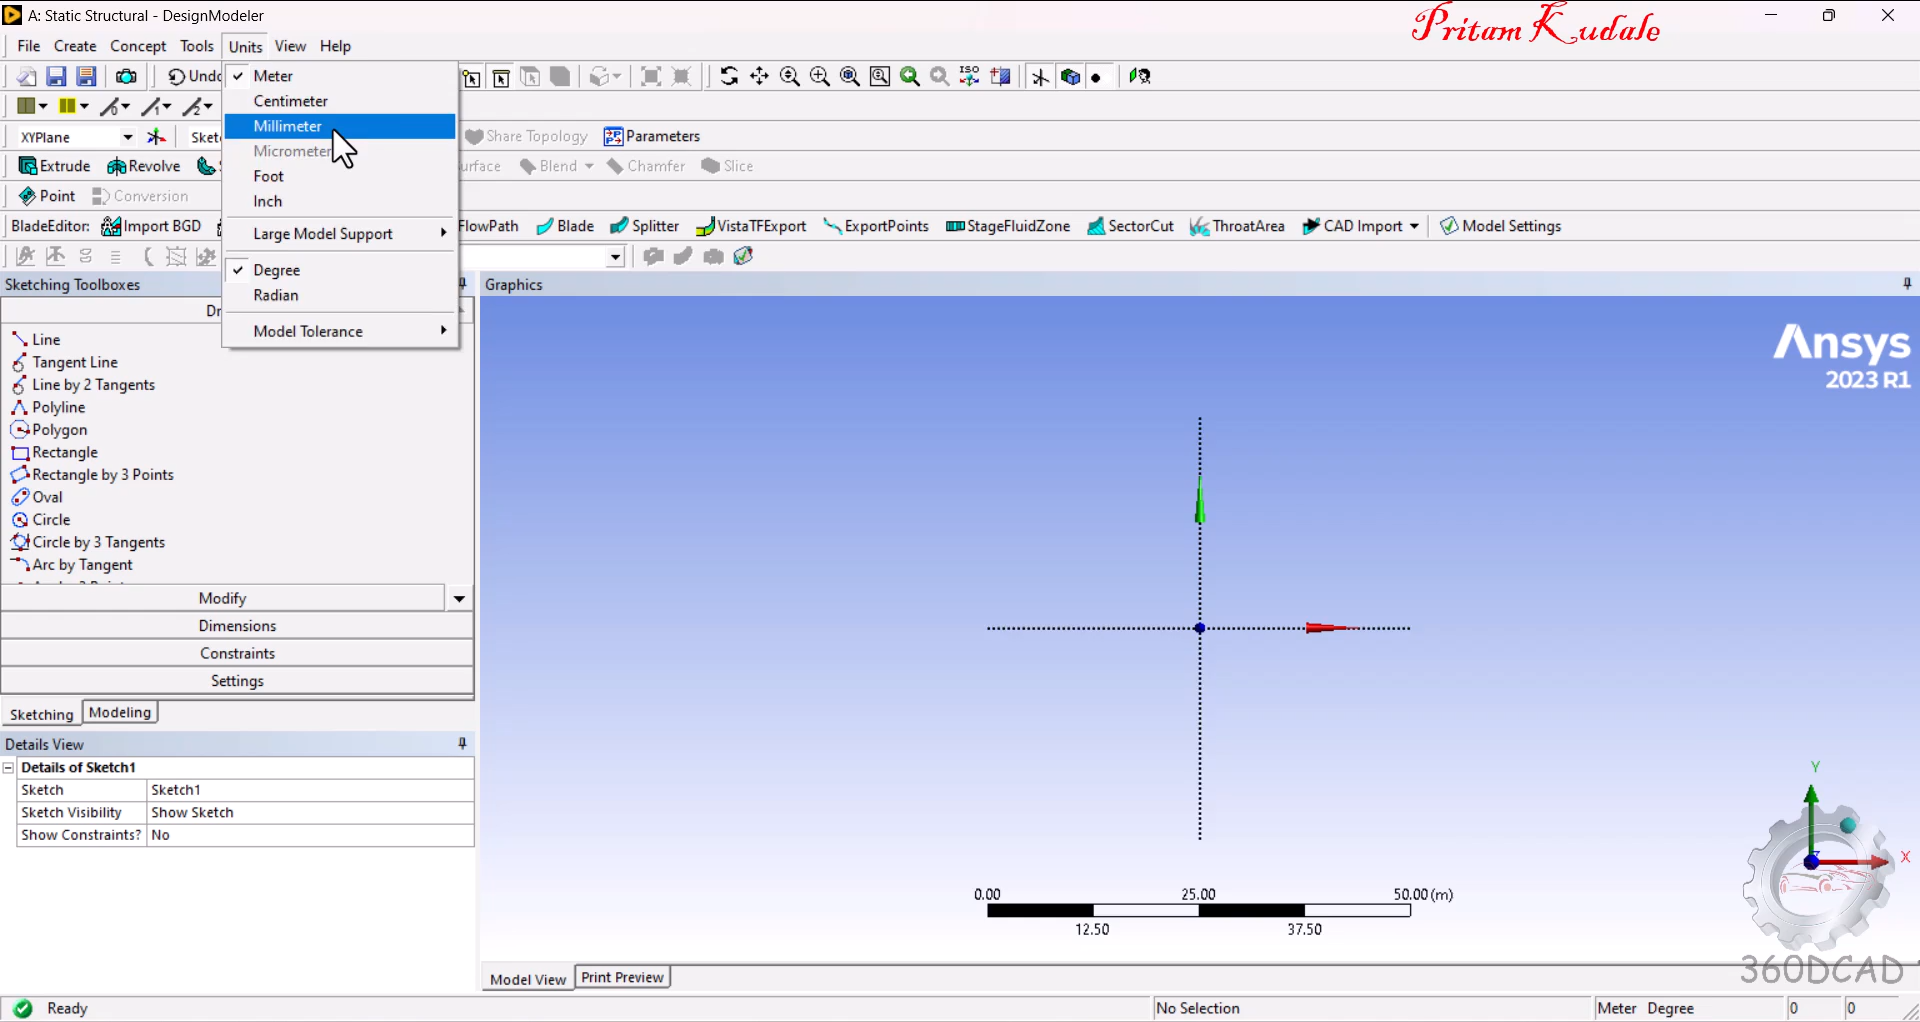 A: Static Structural - DesignModeler
Pritam Kudale
File Create Concept Tools Units View Help
Undo
Meter
Centimeter
Millimeter
Micrometer
Foot
Inch
Large Model Support
Degree
Radian
Model Tolerance
ISO
XYPlane
Share Topology Parameters
Extrude Revolve
Blend Chamfer Slice
Point Conversion
BladeEditor: Import BGD FlowPath Blade Splitter VistaTFExport ExportPoints StageFluidZone SectorCut ThroatArea CAD Import Model Settings
Sketching Toolboxes
Graphics
Line
Tangent Line
Line by 2 Tangents
Polyline
Polygon
Rectangle
Rectangle by 3 Points
Oval
Circle
Circle by 3 Tangents
Arc by Tangent
Modify
Dimensions
Constraints
Settings
Sketching Modeling
Details View
Details of Sketch1
Sketch Sketch1
Sketch Visibility Show Sketch
Show Constraints? No
Ansys
2023 R1
0.00 25.00 50.00 (m)
12.50 37.50
Y
X
360DCAD
Model View Print Preview
Ready
No Selection
Meter Degree 0 0